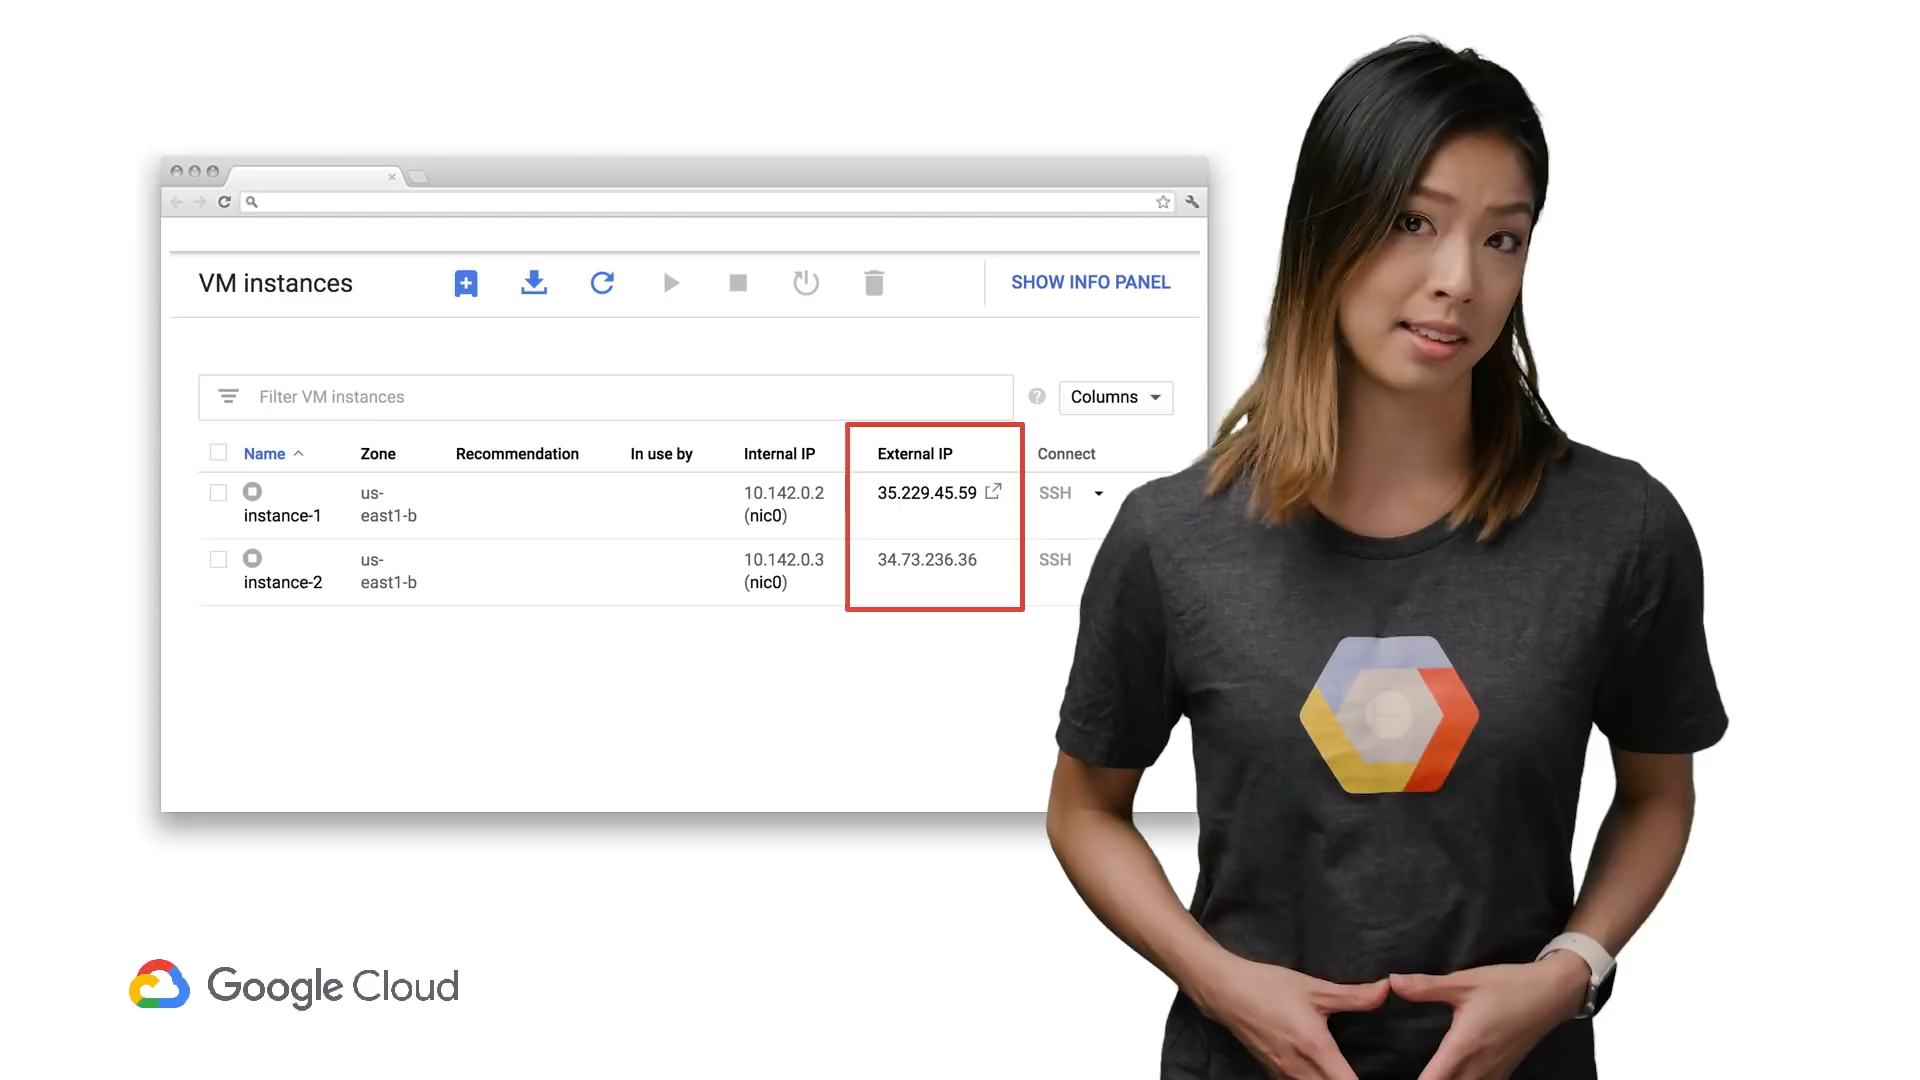 VM instances
SHOW INFO PANEL
Filter VM instances
Columns
Name Zone Recommendation In use by Internal IP External IP Connect
us- 10.142.0.2 35.229.45.59 SSH
instance-1 east1-b (nic0)
us- 10.142.0.3 34.73.236.36 SSH
instance-2 east1-b (nic0)
Google Cloud